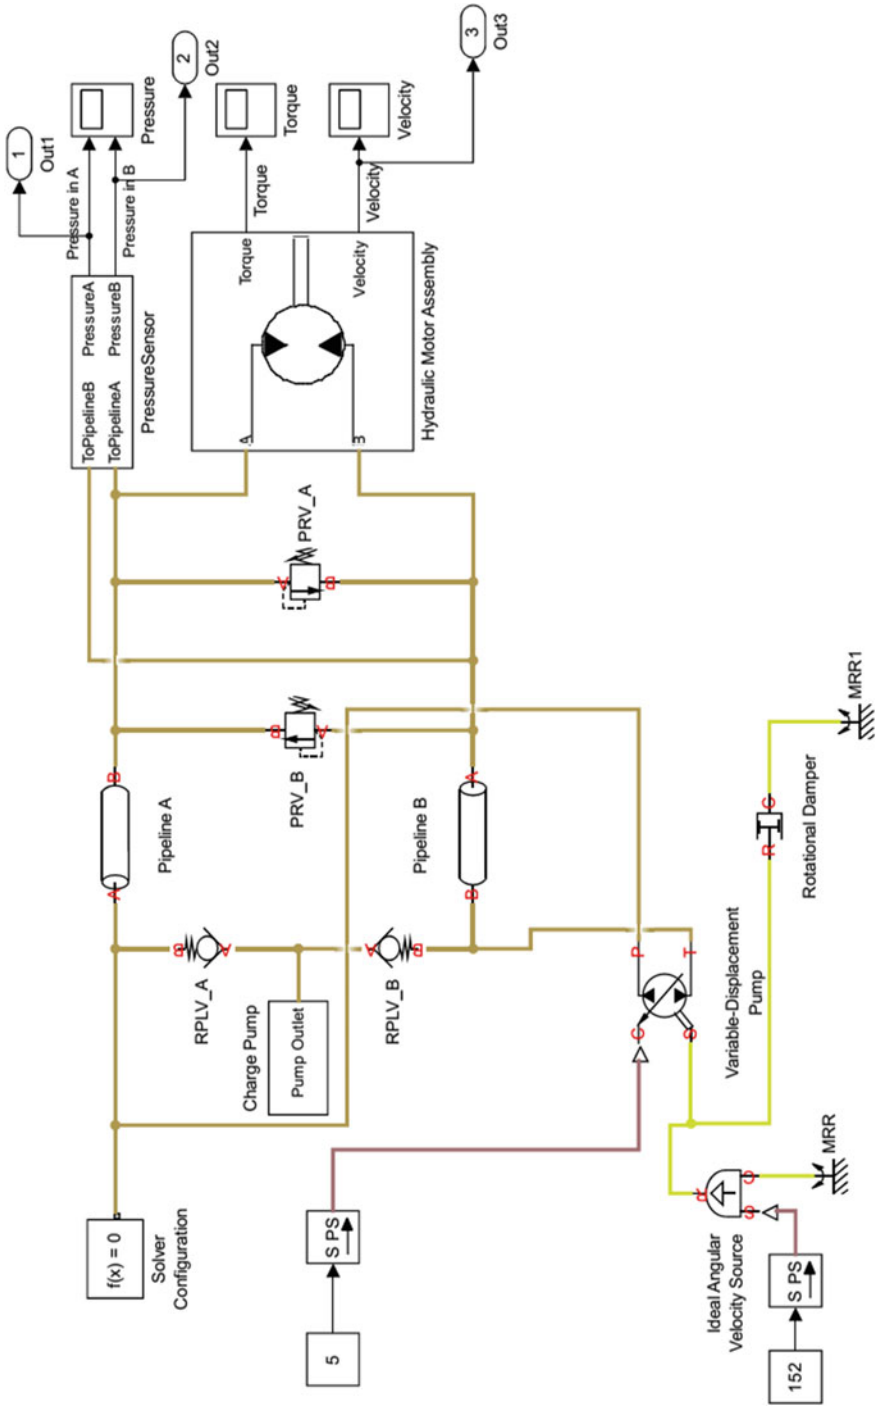 1
Out1
f(x) = 0
Solver
Configuration
A
B
Pipeline A
ToPipelineB
PressureA
ToPipelineA
PressureB
PressureSensor
Pressure in A
Pressure in B
Pressure
2
Out2
B
A
RPLV_A
Charge Pump
Pump Outlet
A
B
RPLV_B
B
A
PRV_B
A
B
PRV_A
A
B
Torque
Velocity
Hydraulic Motor Assembly
Torque
Torque
Velocity
Velocity
3
Out3
B
A
Pipeline B
5
S PS
P
T
C
S
Variable-Displacement
Pump
R
S
C
Ideal Angular
Velocity Source
152
S PS
MRR
R
C
Rotational Damper
MRR1